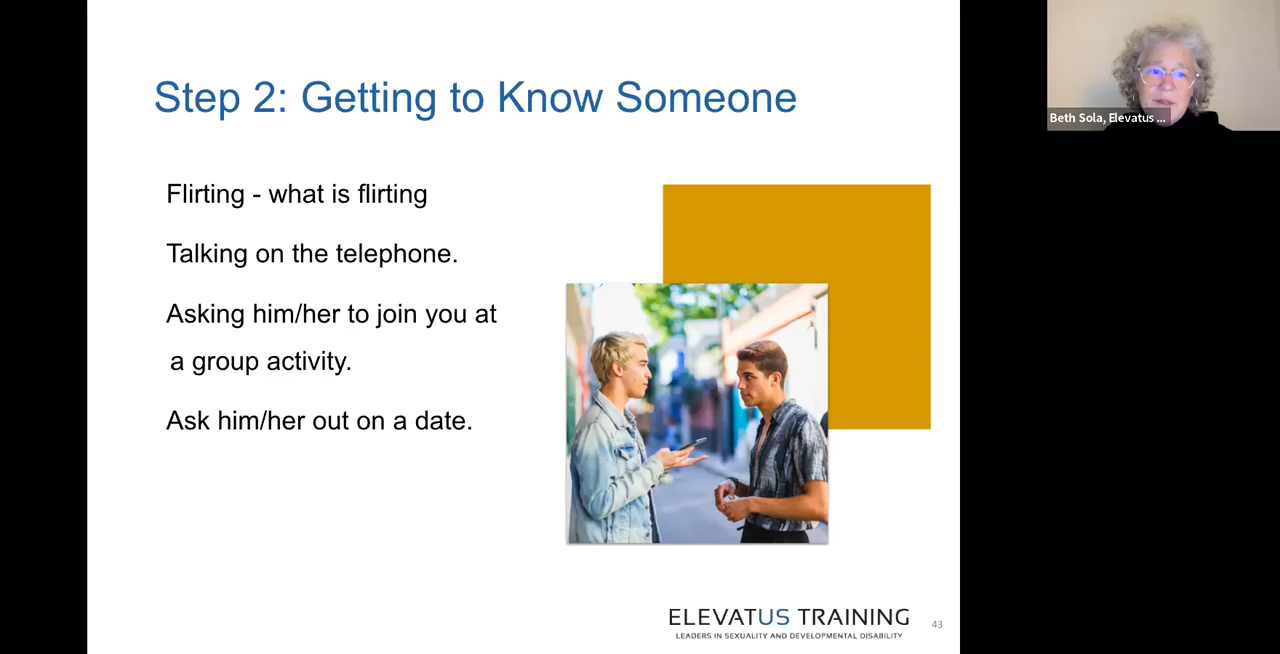 Step 2: Getting to Know Someone
Flirting - what is flirting
Talking on the telephone.
Asking him/her to join you at
a group activity.
Ask him/her out on a date.
ELEVATUS TRAINING
LEADERS IN SEXUALITY AND DEVELOPMENTAL DISABILITY
43
Beth Sola, Elevatus ...